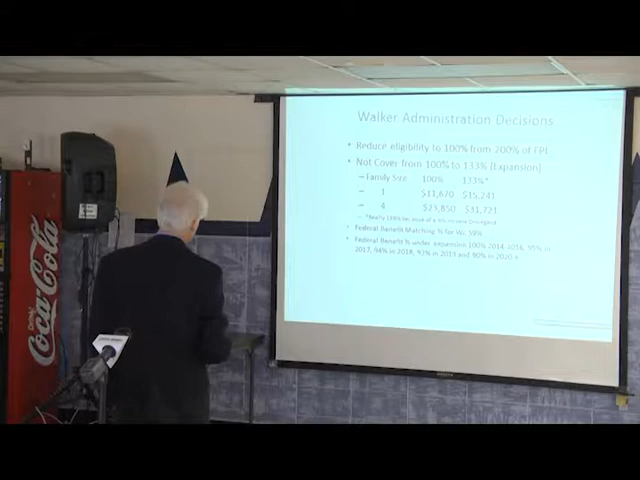 Walker Administration Decisions
• Reduce eligibility to 100% from 200% of FPL
• Not Cover from 100% to 133% (Expansion)
– Family Size 100% 133%*
– 1 $11,670 $15,241
– 4 $23,850 $31,721
• Federal Benefit Matching % for WI: 59%
• Federal Benefit % under expansion 100% 2014-2016, 95% in
2017, 94% in 2018, 93% in 2019 and 90% in 2020 +
Drink
Coca-Cola